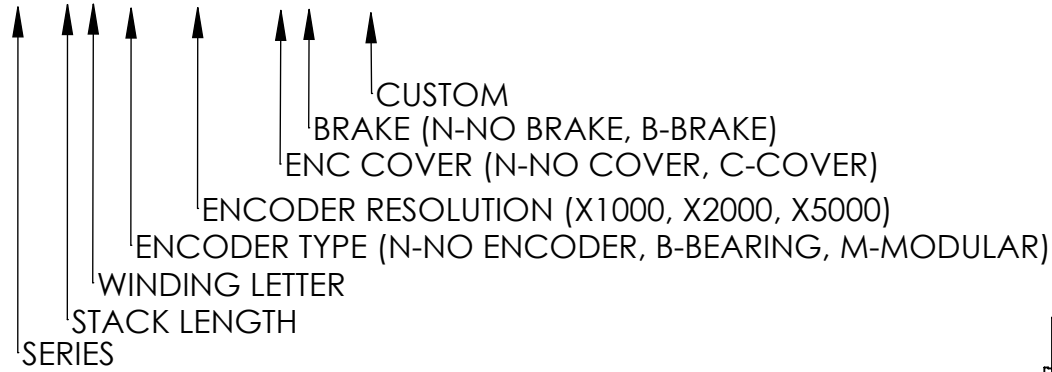 CUSTOM
BRAKE (N-NO BRAKE, B-BRAKE)
ENC COVER (N-NO COVER, C-COVER)
ENCODER RESOLUTION (X1000, X2000, X5000)
ENCODER TYPE (N-NO ENCODER, B-BEARING, M-MODULAR)
WINDING LETTER
STACK LENGTH
SERIES